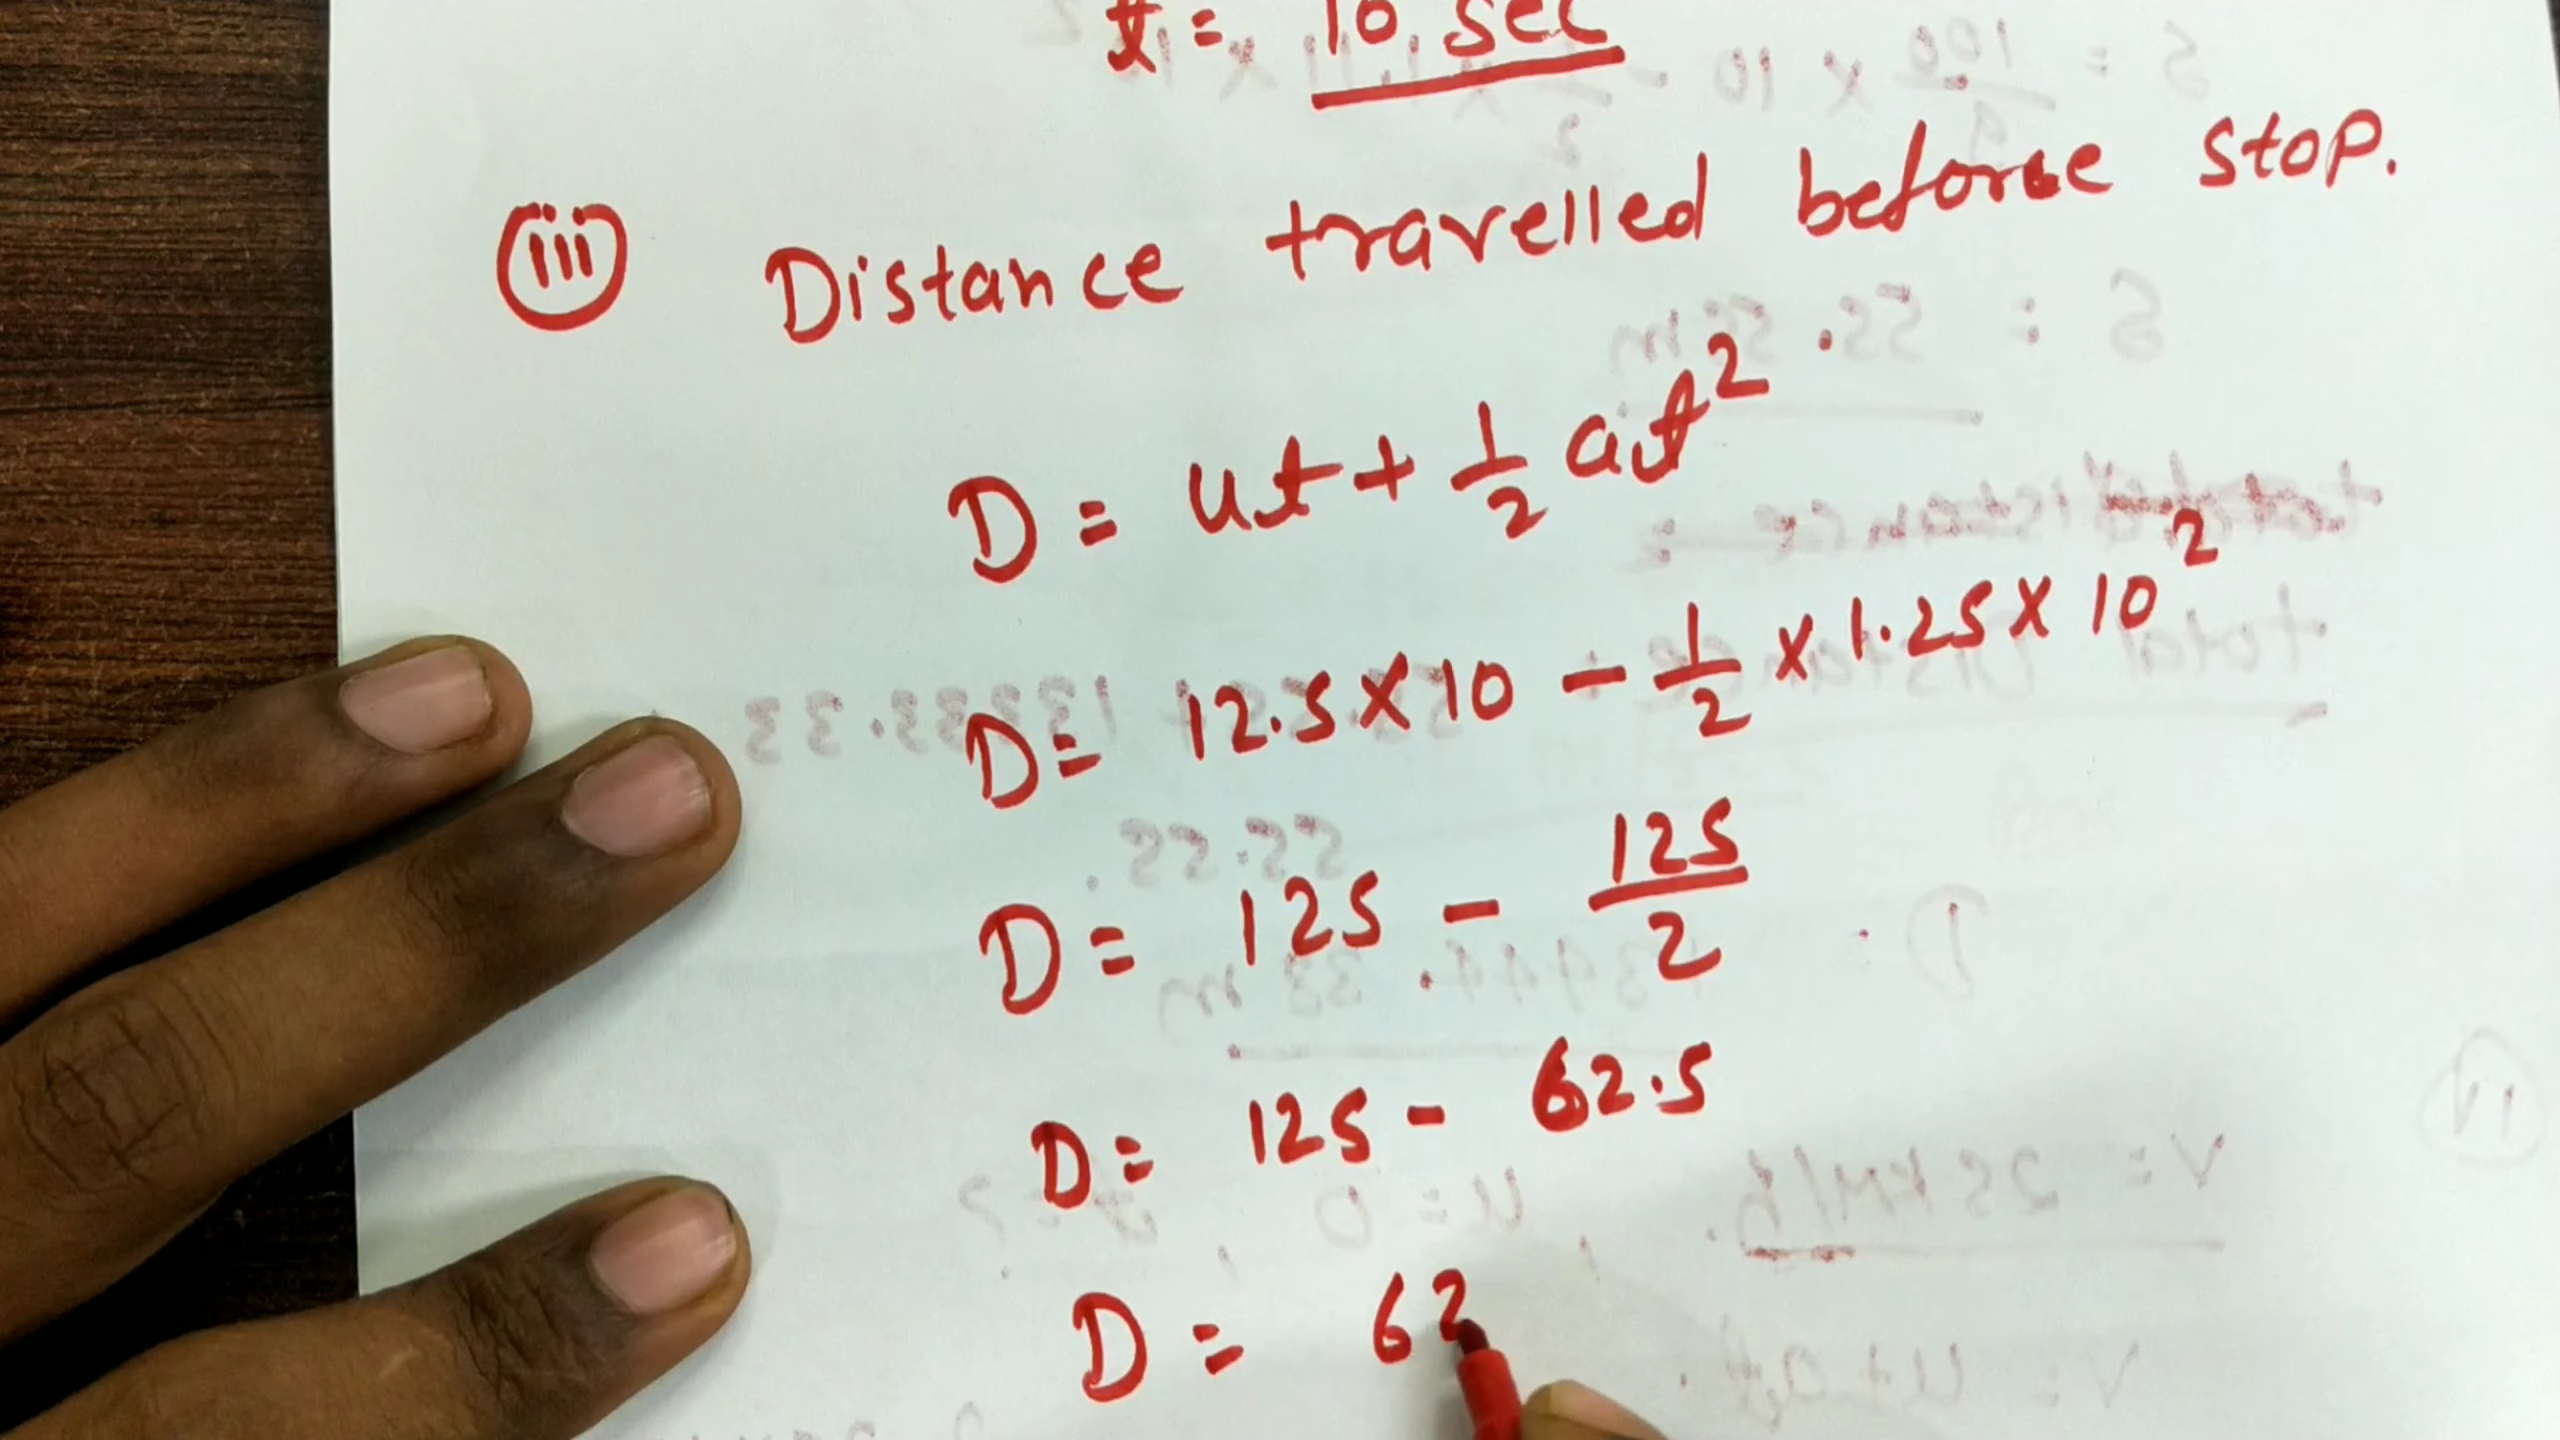 t = 10 sec
(iii) Distance travelled before stop.
D = ut + 1/2 at²
D = 12.5 × 10 - 1/2 × 1.25 × 10²
D = 125 - 125/2
D = 125 - 62.5
D = 62